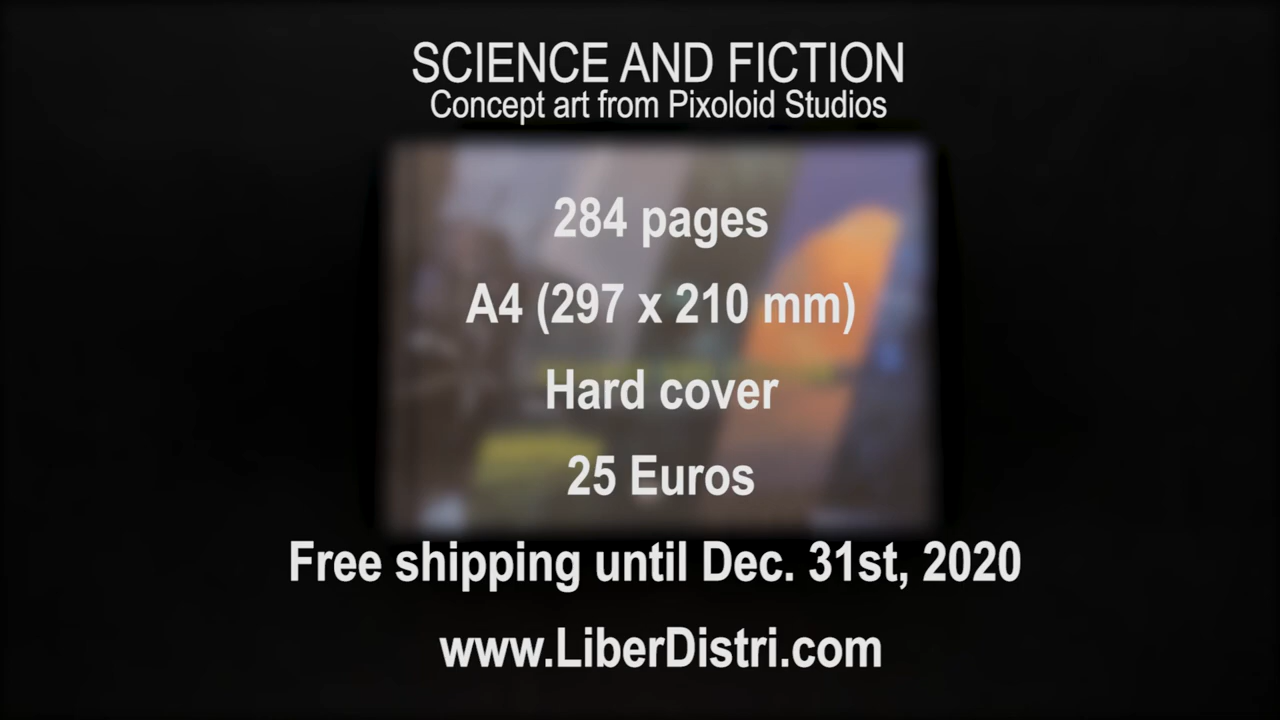 SCIENCE AND FICTION
Concept art from Pixoloid Studios
284 pages
A4 (297 x 210 mm)
Hard cover
25 Euros
Free shipping until Dec. 31st, 2020
www.LiberDistri.com